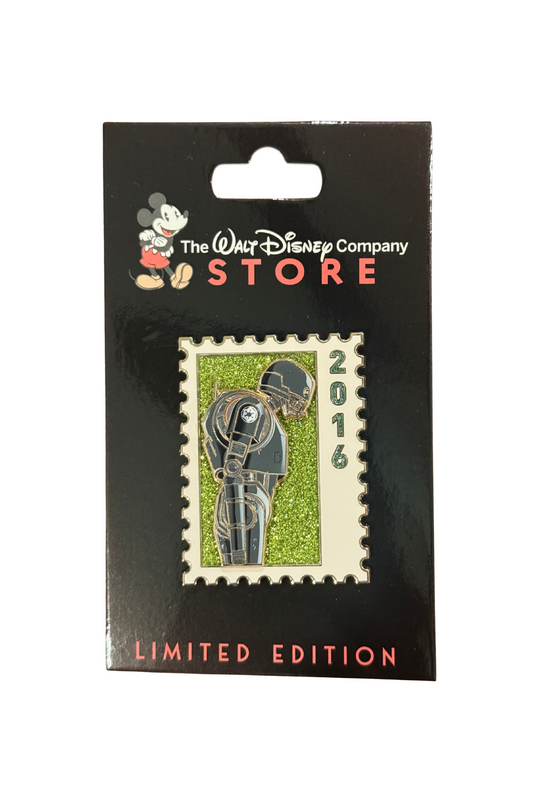 The WALT DISNEY Company
STORE
2016
LIMITED EDITION